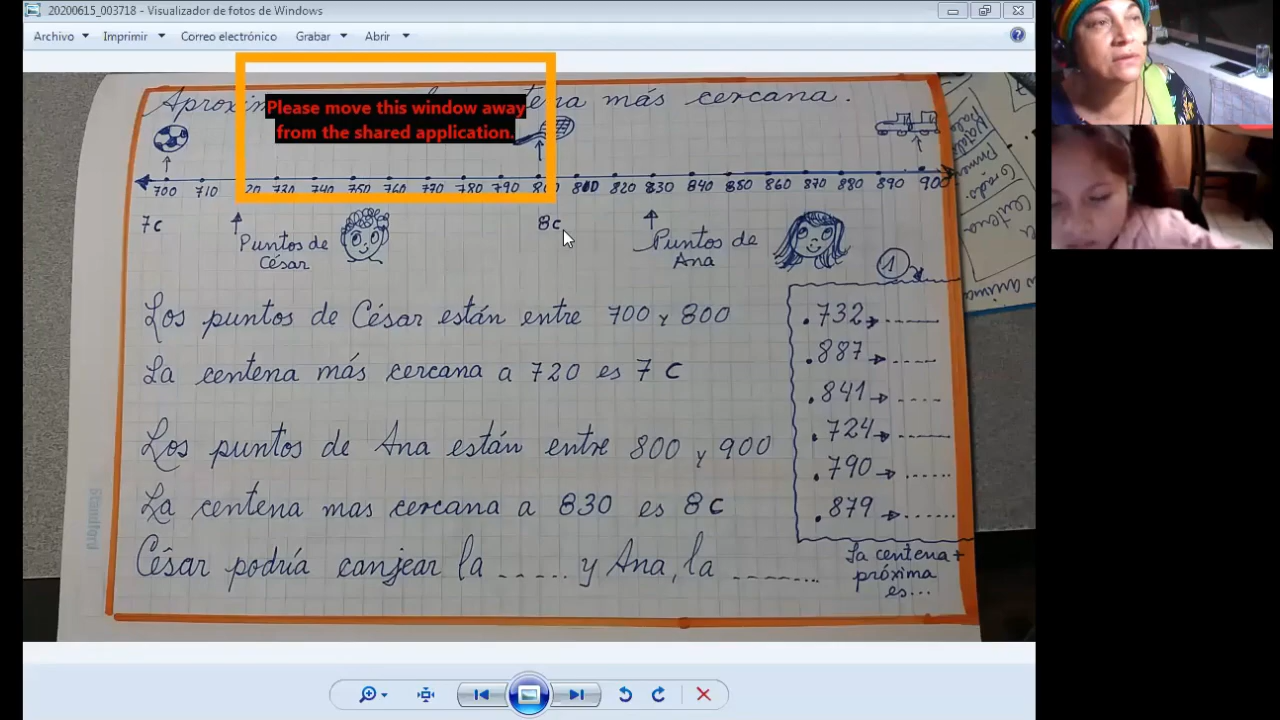 20200615_003718 - Visualizador de fotos de Windows
Archivo Imprimir Correo electrónico Grabar Abrir
Please move this window away
from the shared application.
más cercana.
700 710 20 730 740 750 760 770 780 790 800 810 820 830 840 850 860 870 880 890 900
7c 8c
Puntos de
César
Puntos de
Ana
Los puntos de César están entre 700 y 800
La centena más cercana a 720 es 7 C
Los puntos de Ana están entre 800 y 900
La centena mas cercana a 830 es 8 C
César podría canjear la ..... y Ana, la .......
1
.732→ ......
.887→ .....
.841→ ....
.724→ ......
.790→ ......
.879→ ......
La centena +
próxima
es...
Centena
Stanford